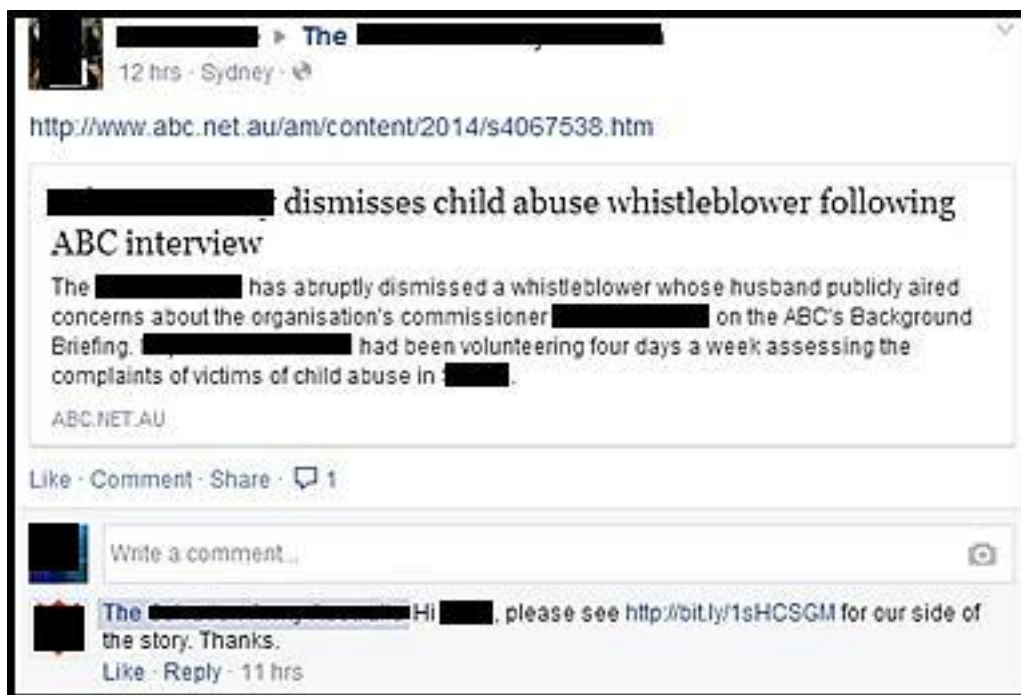 The
12 hrs · Sydney ·
http://www.abc.net.au/am/content/2014/s4067538.htm
dismisses child abuse whistleblower following
ABC interview
The has abruptly dismissed a whistleblower whose husband publicly aired
concerns about the organisation's commissioner on the ABC's Background
Briefing. had been volunteering four days a week assessing the
complaints of victims of child abuse in .
ABC.NET.AU
Like · Comment · Share · 1
Write a comment...
The Hi , please see http://bit.ly/1sHCSGM for our side of
the story. Thanks.
Like · Reply · 11 hrs